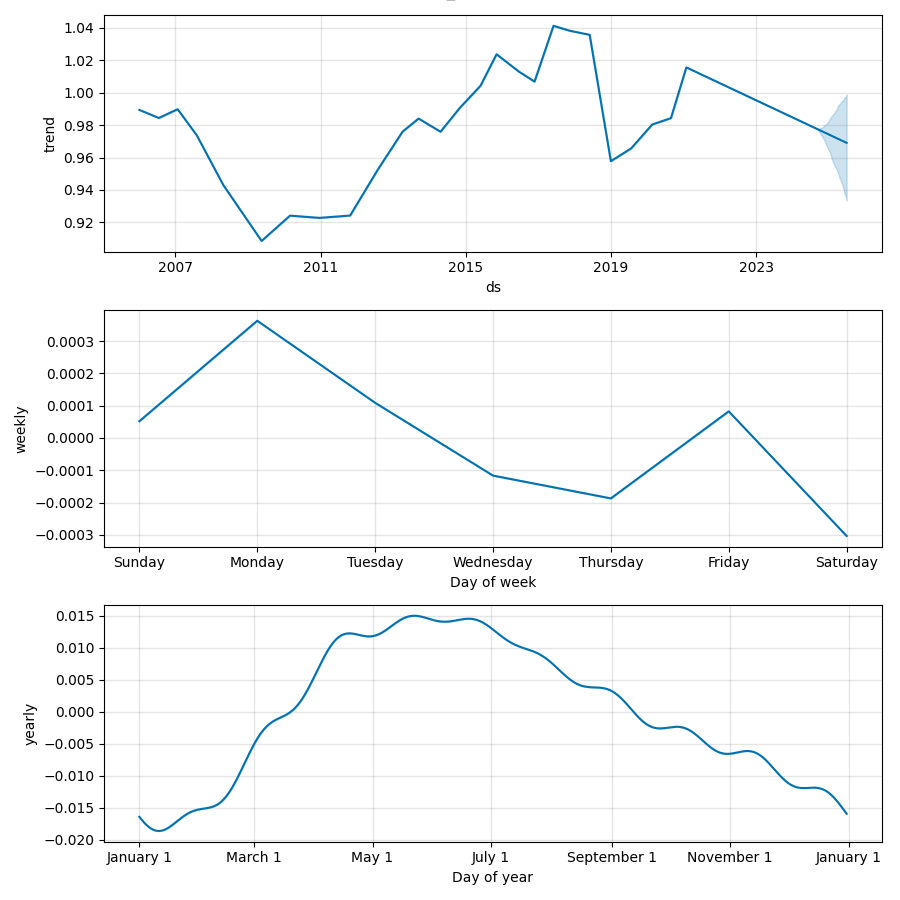 1.04
1.02
1.00
0.98
0.96
0.94
0.92
trend
2007 2011 2015 2019 2023
ds
0.0003
0.0002
0.0001
0.0000
−0.0001
−0.0002
−0.0003
weekly
Sunday Monday Tuesday Wednesday Thursday Friday Saturday
Day of week
0.015
0.010
0.005
0.000
−0.005
−0.010
−0.015
−0.020
yearly
January 1 March 1 May 1 July 1 September 1 November 1 January 1
Day of year